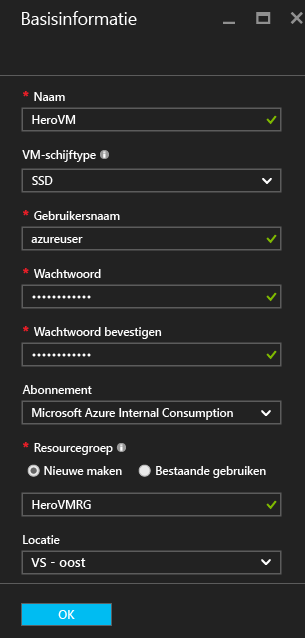 Basisinformatie
* Naam
HeroVM
VM-schijftype
SSD
* Gebruikersnaam
azureuser
* Wachtwoord
••••••••••••
* Wachtwoord bevestigen
••••••••••••
Abonnement
Microsoft Azure Internal Consumption
* Resourcegroep
Nieuwe maken Bestaande gebruiken
HeroVMRG
Locatie
VS - oost
OK